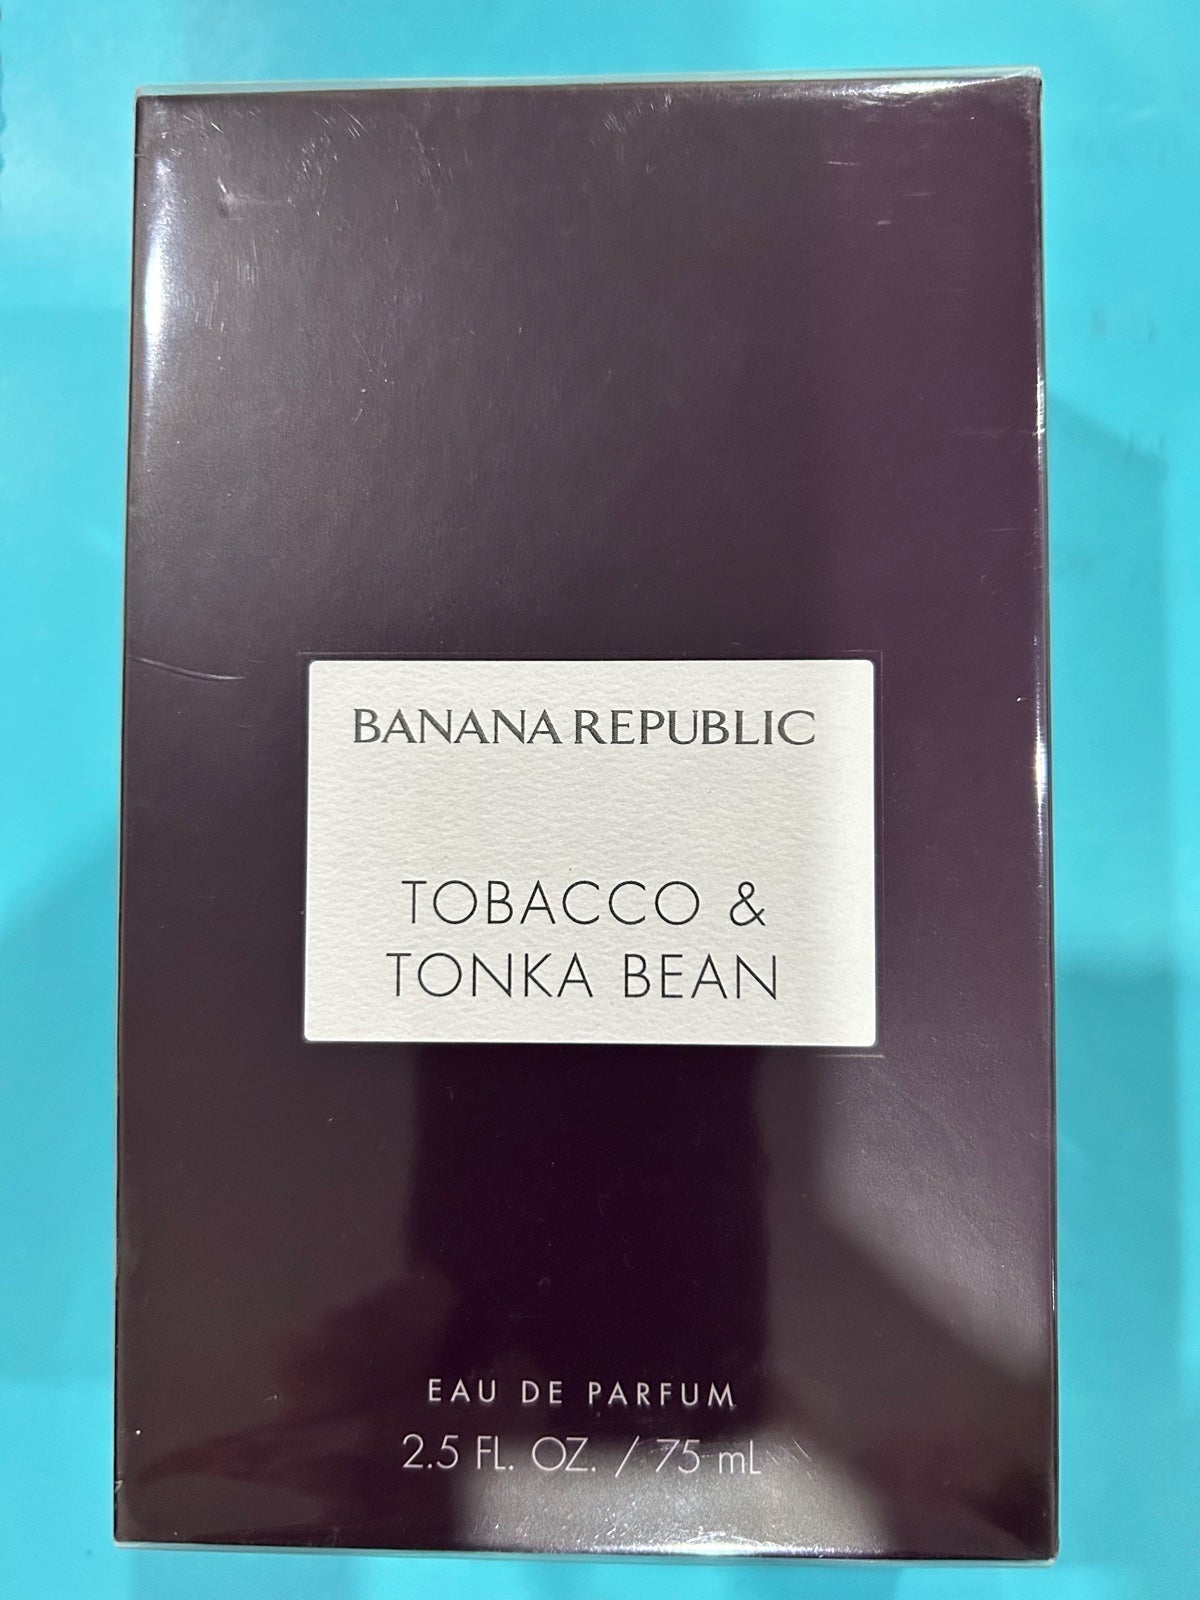 BANANA REPUBLIC
TOBACCO &
TONKA BEAN
EAU DE PARFUM
2.5 FL. OZ. / 75 mL